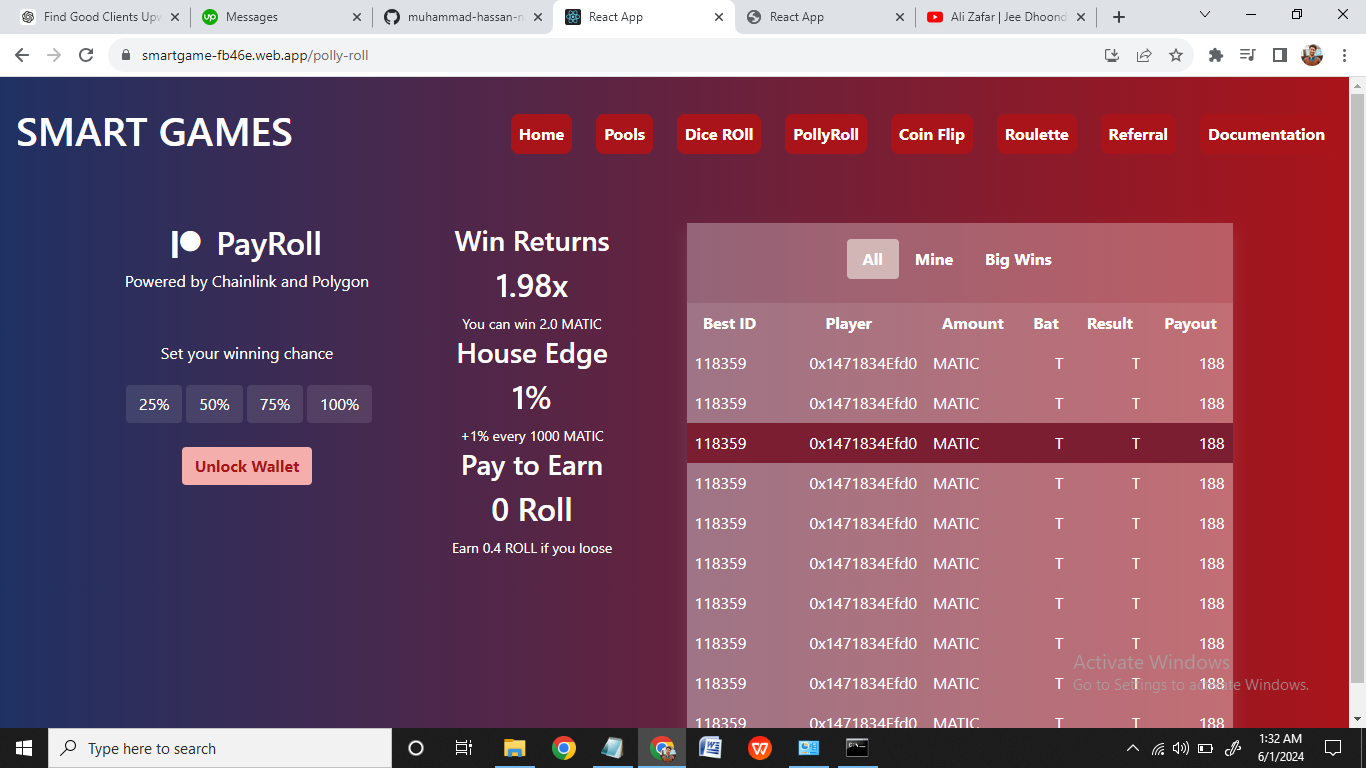 Find Good Clients Upw
Messages
muhammad-hassan-n
React App
React App
Ali Zafar | Jee Dhoond
smartgame-fb46e.web.app/polly-roll
SMART GAMES
Home
Pools
Dice ROll
PollyRoll
Coin Flip
Roulette
Referral
Documentation
PayRoll
Powered by Chainlink and Polygon
Set your winning chance
25%
50%
75%
100%
Unlock Wallet
Win Returns
1.98x
You can win 2.0 MATIC
House Edge
1%
+1% every 1000 MATIC
Pay to Earn
0 Roll
Earn 0.4 ROLL if you loose
All
Mine
Big Wins
Best ID Player Amount Bat Result Payout
118359 0x1471834Efd0 MATIC T T 188
118359 0x1471834Efd0 MATIC T T 188
118359 0x1471834Efd0 MATIC T T 188
118359 0x1471834Efd0 MATIC T T 188
118359 0x1471834Efd0 MATIC T T 188
118359 0x1471834Efd0 MATIC T T 188
118359 0x1471834Efd0 MATIC T T 188
118359 0x1471834Efd0 MATIC T T 188
118359 0x1471834Efd0 MATIC T T 188
118359 0x1471834Efd0 MATIC T T 188
Activate Windows
Go to Settings to activate Windows.
Type here to search
1:32 AM
6/1/2024